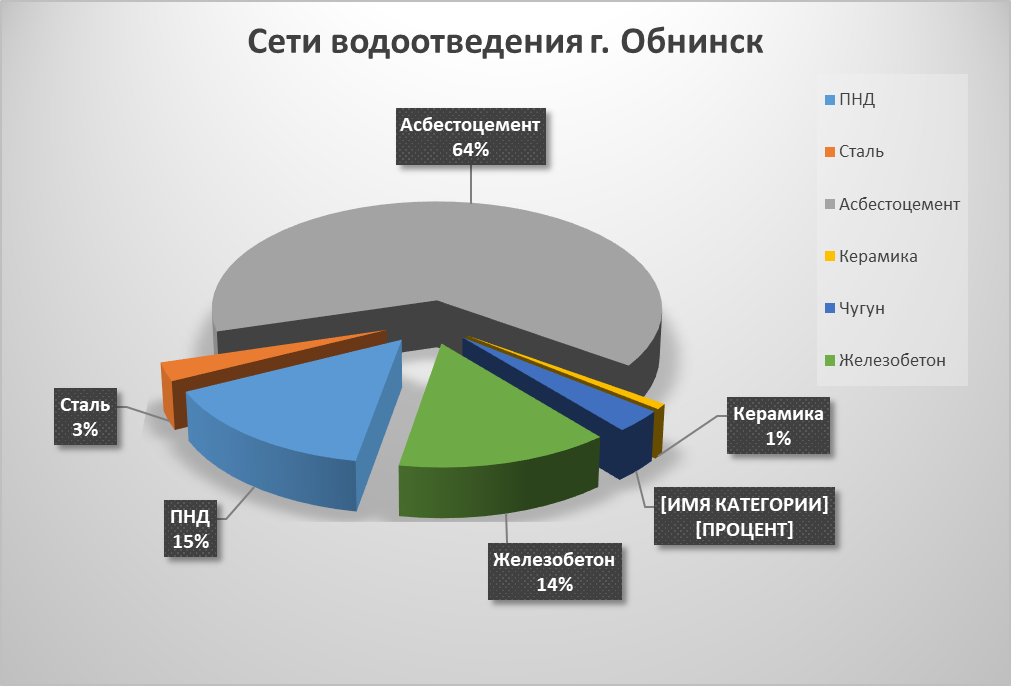 Сети водоотведения г. Обнинск
Асбестоцемент
64%
ПНД
Сталь
Асбестоцемент
Керамика
Чугун
Железобетон
Сталь
3%
Керамика
1%
[ИМЯ КАТЕГОРИИ]
[ПРОЦЕНТ]
ПНД
15%
Железобетон
14%